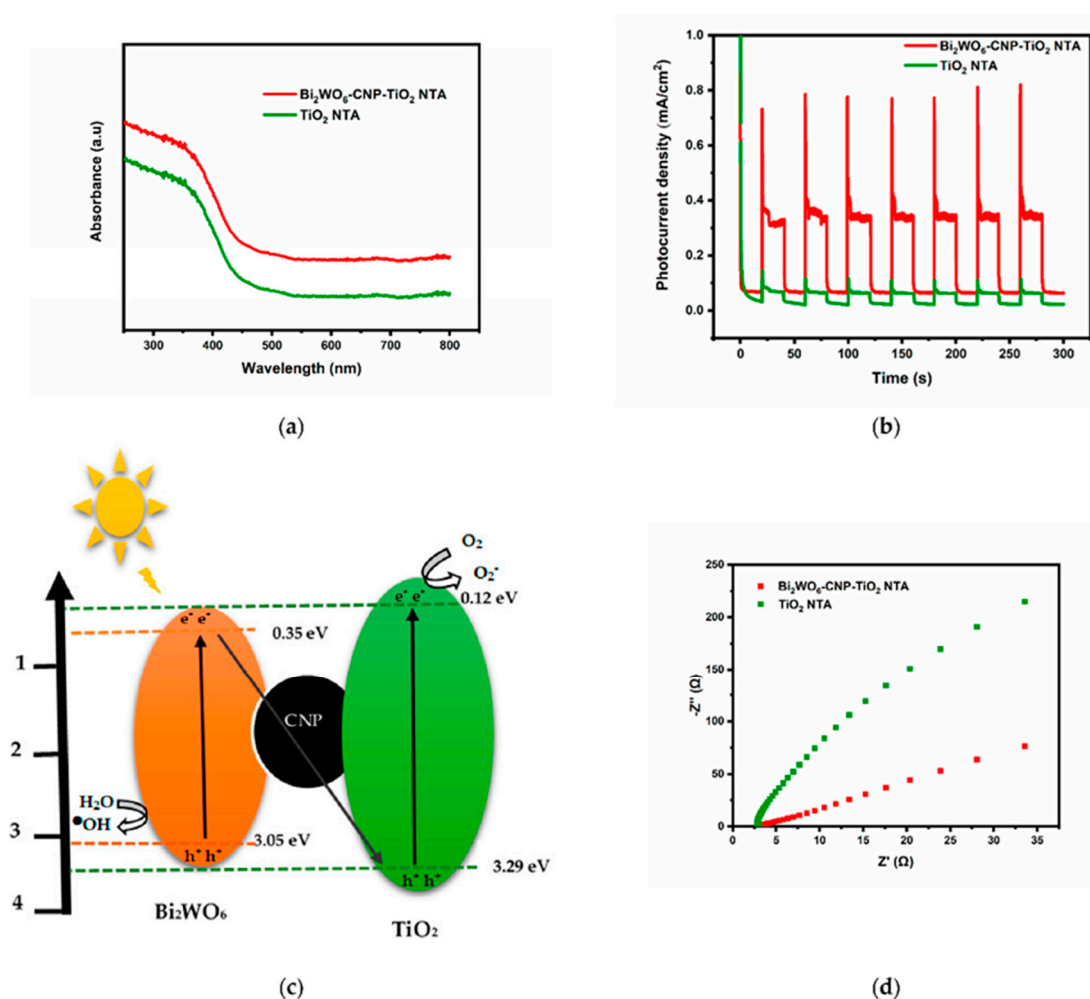 Bi₂WO₆-CNP-TiO₂ NTA
TiO₂ NTA
Absorbance (a.u)
300 400 500 600 700 800
Wavelength (nm)
(a)
1.0
0.8
0.6
0.4
0.2
0.0
Bi₂WO₆-CNP-TiO₂ NTA
TiO₂ NTA
Photocurrent density (mA/cm²)
0 50 100 150 200 250 300
Time (s)
(b)
O₂
O₂⁻
e⁻ e⁻
0.12 eV
e⁻ e⁻
0.35 eV
1
CNP
2
H₂O
●OH
3
3.05 eV
h⁺ h⁺
3.29 eV
h⁺ h⁺
4
Bi₂WO₆
TiO₂
(c)
250
200
150
100
50
0
Bi₂WO₆-CNP-TiO₂ NTA
TiO₂ NTA
-Z'' (Ω)
0 5 10 15 20 25 30 35
Z' (Ω)
(d)